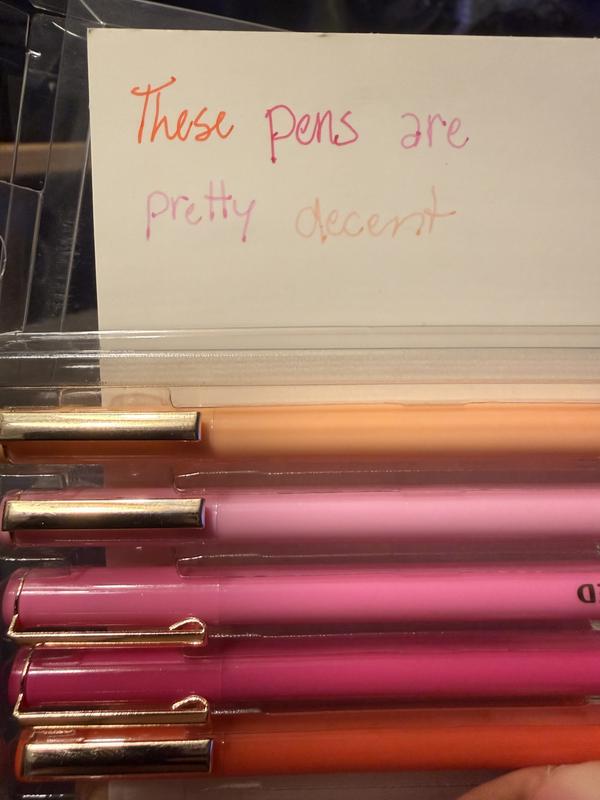 These pens are
pretty decent